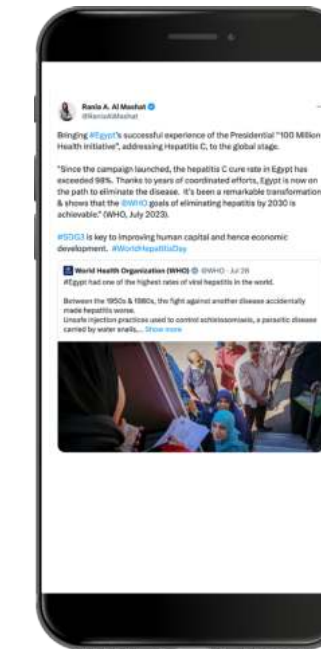 Rania A. Al Mashat
@RaniaAlMashat
Bringing #Egypt's successful experience of the Presidential "100 Million
Health Initiative", addressing Hepatitis C, to the global stage.
"Since the campaign launched, the hepatitis C cure rate in Egypt has
exceeded 98%. Thanks to years of coordinated efforts, Egypt is now on
the path to eliminate the disease. It's been a remarkable transformation
& shows that the @WHO goals of eliminating hepatitis by 2030 is
achievable." (WHO, July 2023).
#SDG3 is key to improving human capital and hence economic
development. #WorldHepatitisDay
World Health Organization (WHO) @WHO · Jul 28
#Egypt had one of the highest rates of viral hepatitis in the world.
Between the 1950s & 1980s, the fight against another disease accidentally
made hepatitis worse.
Unsafe injection practices used to control schistosomiasis, a parasitic disease
carried by water snails,... Show more